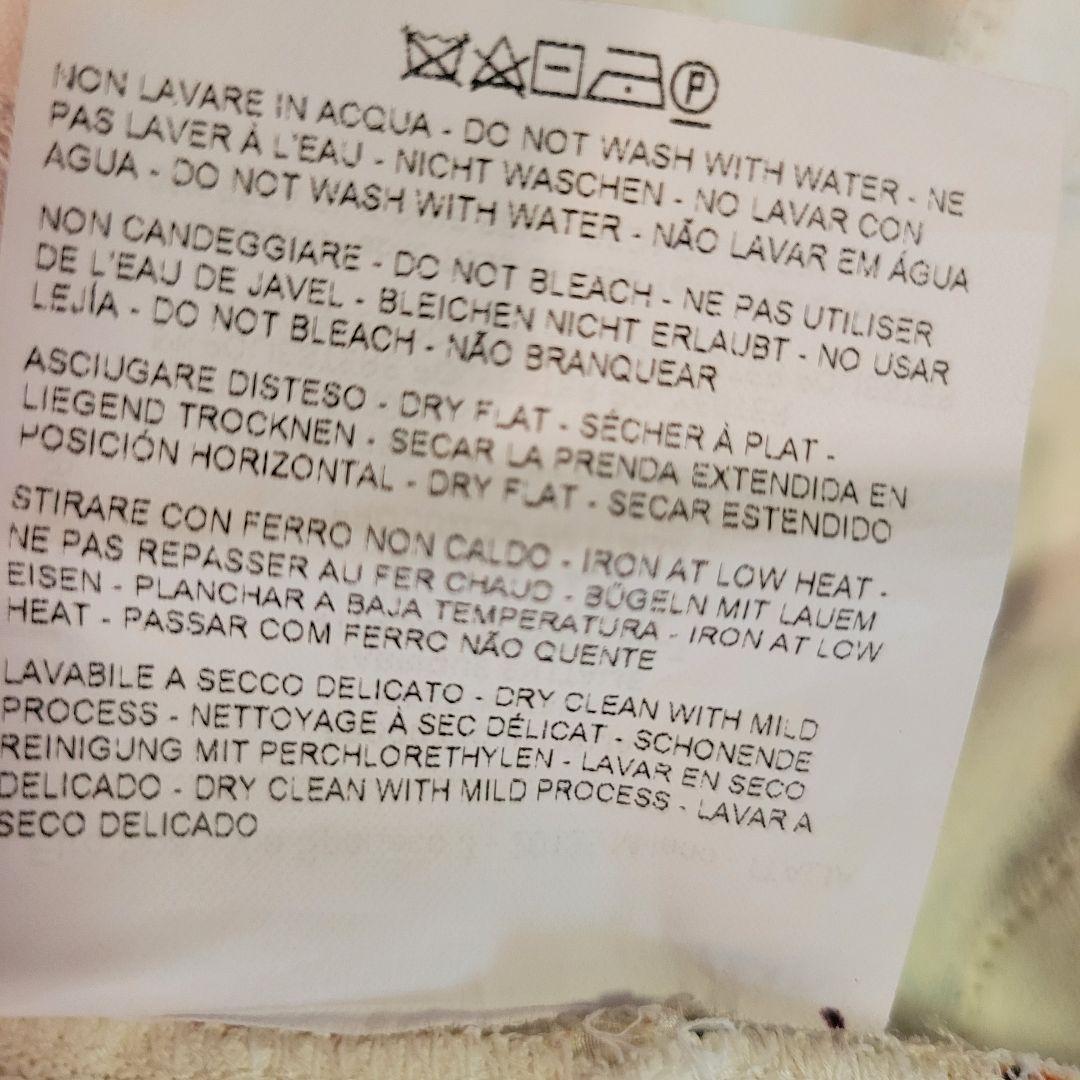 P
NON LAVARE IN ACQUA - DO NOT WASH WITH WATER - NE
PAS LAVER À L'EAU - NICHT WASCHEN - NO LAVAR CON
AGUA - DO NOT WASH WITH WATER - NÃO LAVAR EM ÁGUA
NON CANDEGGIARE - DO NOT BLEACH - NE PAS UTILISER
DE L'EAU DE JAVEL - BLEICHEN NICHT ERLAUBT - NO USAR
LEJÍA - DO NOT BLEACH - NÃO BRANQUEAR
ASCIUGARE DISTESO - DRY FLAT - SÉCHER À PLAT -
LIEGEND TROCKNEN - SECAR LA PRENDA EXTENDIDA EN
POSICIÓN HORIZONTAL - DRY FLAT - SECAR ESTENDIDO
STIRARE CON FERRO NON CALDO - IRON AT LOW HEAT -
NE PAS REPASSER AU FER CHAUD - BÜGELN MIT LAUEM
EISEN - PLANCHAR A BAJA TEMPERATURA - IRON AT LOW
HEAT - PASSAR COM FERRO NÃO QUENTE
LAVABILE A SECCO DELICATO - DRY CLEAN WITH MILD
PROCESS - NETTOYAGE À SEC DÉLICAT - SCHONENDE
REINIGUNG MIT PERCHLORETHYLEN - LAVAR EN SECO
DELICADO - DRY CLEAN WITH MILD PROCESS - LAVAR A
SECO DELICADO